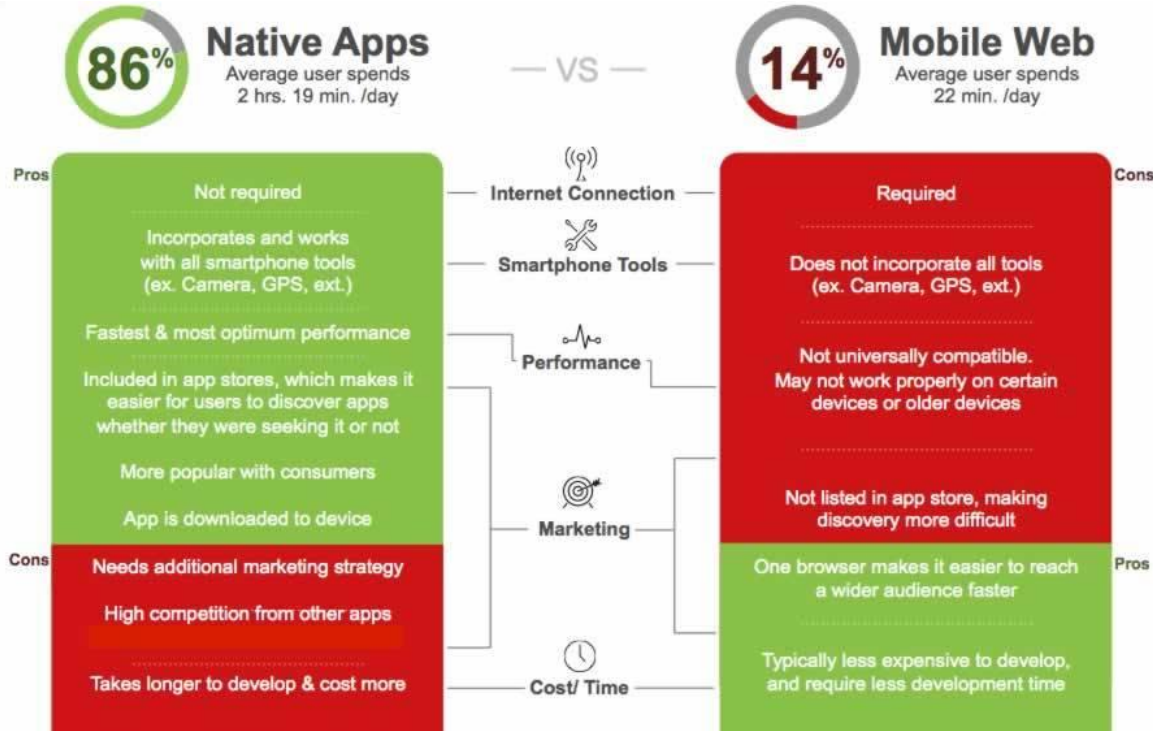 86%
Native Apps
Average user spends
2 hrs. 19 min. /day
VS
14%
Mobile Web
Average user spends
22 min. /day
Pros
Cons
Not required
Internet Connection
Required
Incorporates and works
with all smartphone tools
(ex. Camera, GPS, ext.)
Smartphone Tools
Does not incorporate all tools
(ex. Camera, GPS, ext.)
Fastest & most optimum performance
Performance
Not universally compatible.
May not work properly on certain
devices or older devices
Included in app stores, which makes it
easier for users to discover apps
whether they were seeking it or not
More popular with consumers
App is downloaded to device
Marketing
Not listed in app store, making
discovery more difficult
Cons
Needs additional marketing strategy
High competition from other apps
One browser makes it easier to reach
a wider audience faster
Pros
Takes longer to develop & cost more
Cost/ Time
Typically less expensive to develop,
and require less development time